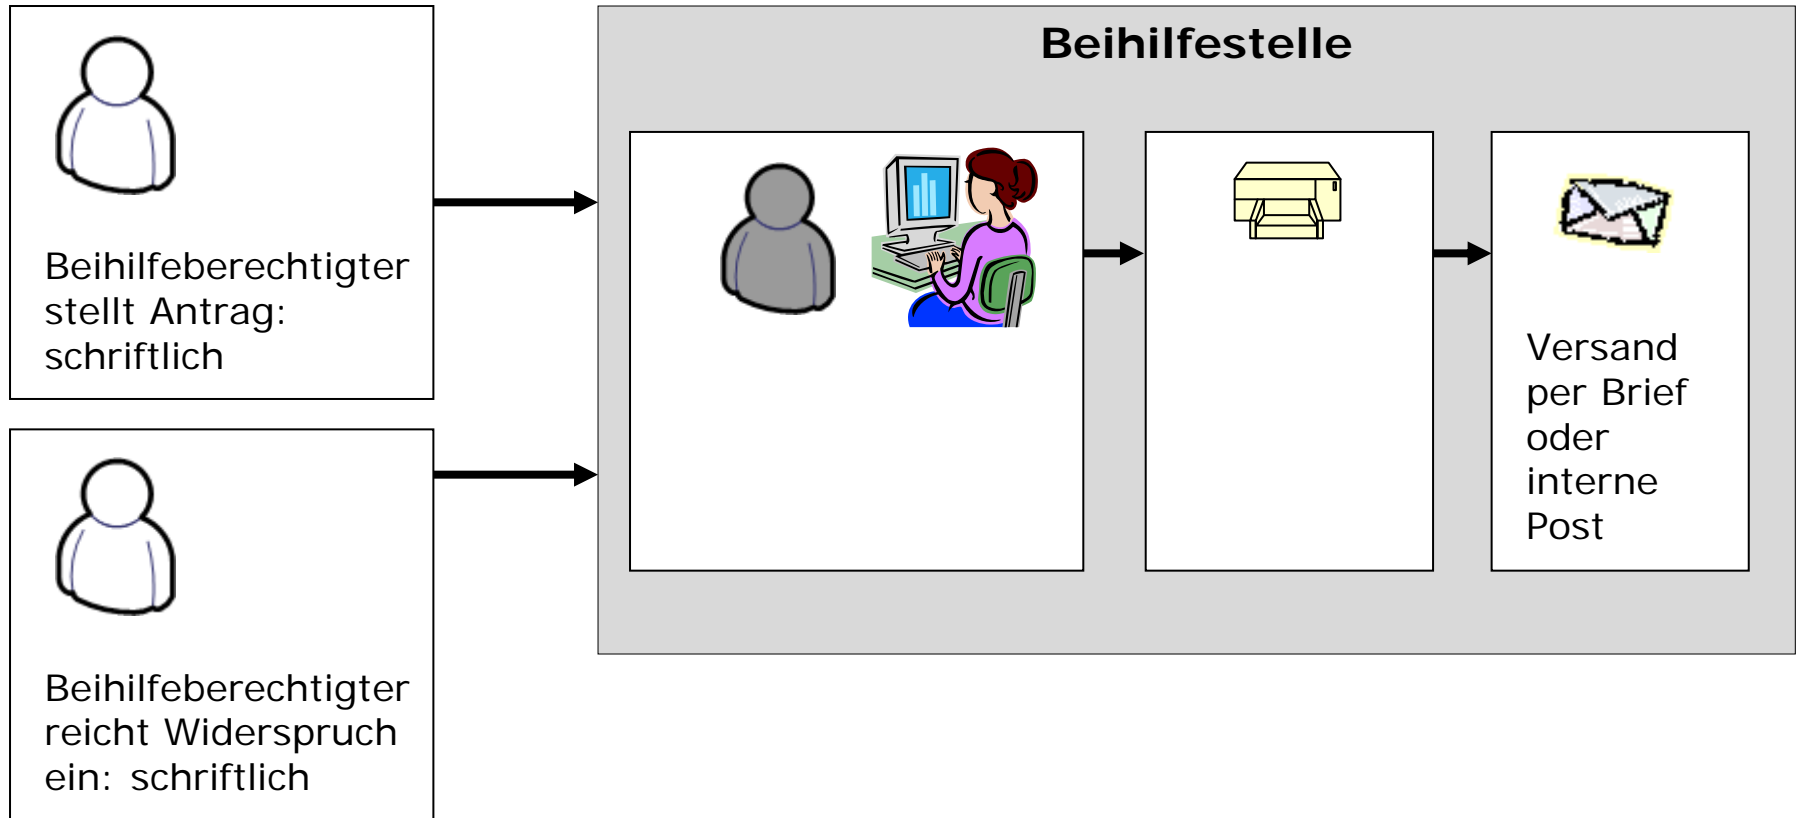 Beihilfestelle
Beihilfeberechtigter
stellt Antrag:
schriftlich
Versand
per Brief
oder
interne
Post
Beihilfeberechtigter
reicht Widerspruch
ein: schriftlich